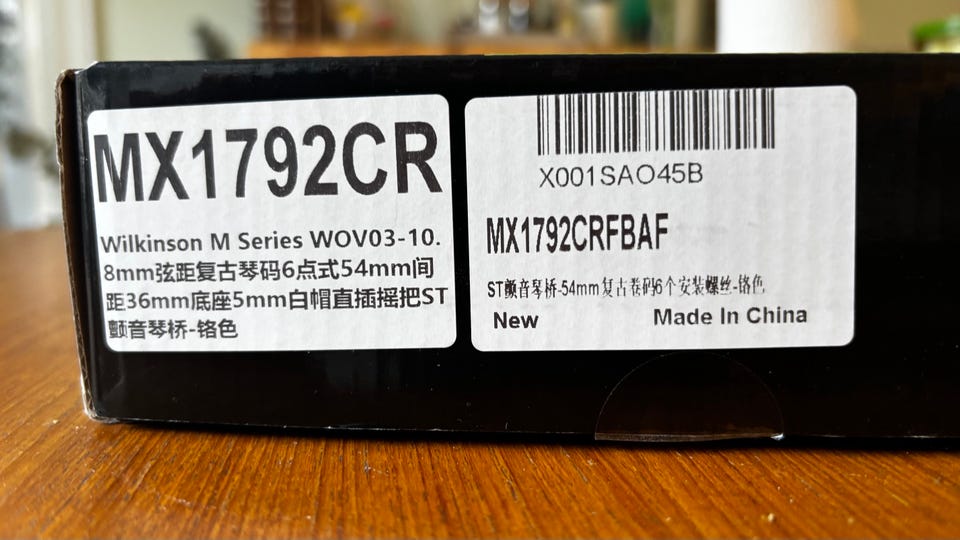 MX1792CR
Wilkinson M Series WOV03-10.
8mm弦距复古琴码6点式54mm间
距36mm底座5mm白帽直插摇把ST
颤音琴桥-铬色
X001SAO45B
MX1792CRFBAF
ST颤音琴桥-54mm复古卷码6个安装螺丝-铬色
New
Made In China